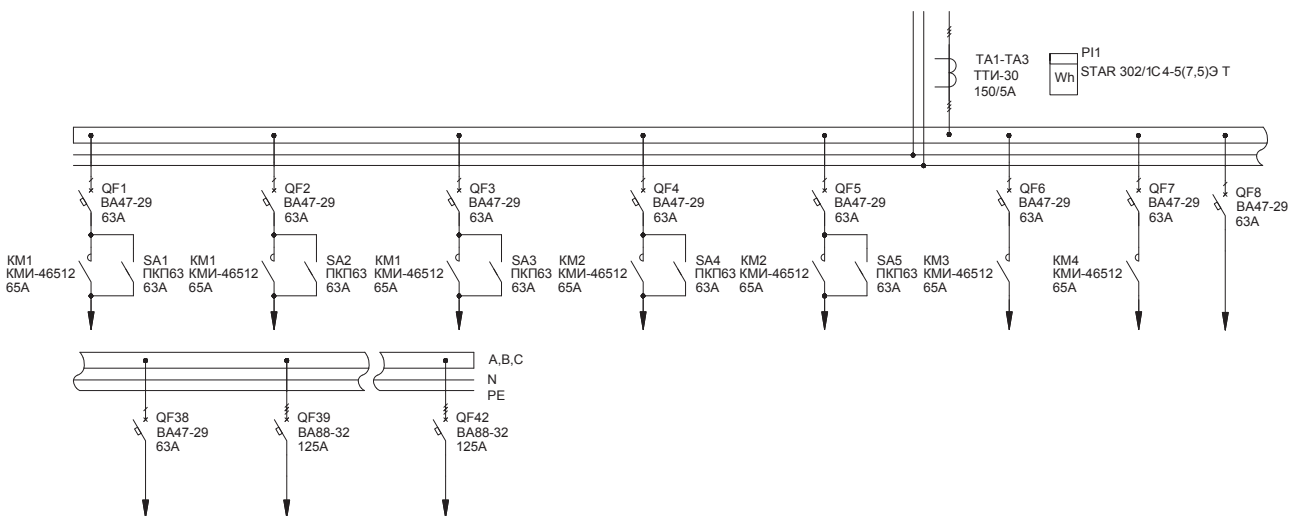 ТА1-ТА3
ТТИ-30
150/5А
PI1
Wh
STAR 302/1С4-5(7,5)Э Т
QF1
ВА47-29
63А
QF2
ВА47-29
63А
QF3
ВА47-29
63А
QF4
ВА47-29
63А
QF5
ВА47-29
63А
QF6
ВА47-29
63А
QF7
ВА47-29
63А
QF8
ВА47-29
63А
КМ1
КМИ-46512
65А
SA1
ПКП63
63А
КМ1
КМИ-46512
65А
SA2
ПКП63
63А
КМ1
КМИ-46512
65А
SA3
ПКП63
63А
КМ2
КМИ-46512
65А
SA4
ПКП63
63А
КМ2
КМИ-46512
65А
SA5
ПКП63
63А
КМ3
КМИ-46512
65А
КМ4
КМИ-46512
65А
A,B,C
N
PE
QF38
ВА47-29
63А
QF39
ВА88-32
125А
QF42
ВА88-32
125А